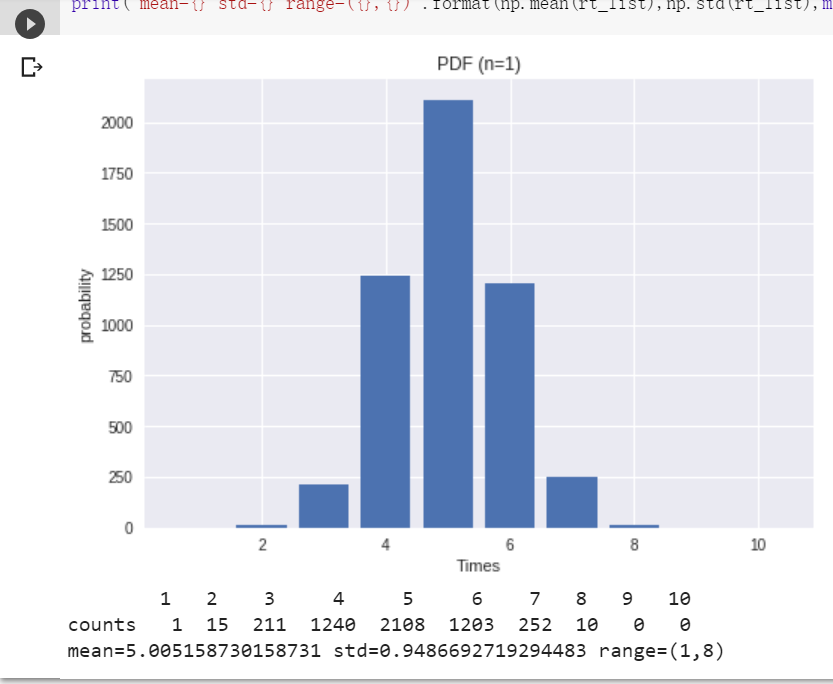 print('mean={} std={} range=({},{})'.format(np.mean(rt_list),np.std(rt_list),m
PDF (n=1)
2000
1750
1500
1250
1000
750
500
250
0
probability
2 4 6 8 10
Times
1 2 3 4 5 6 7 8 9 10
counts 1 15 211 1240 2108 1203 252 10 0 0
mean=5.005158730158731 std=0.9486692719294483 range=(1,8)